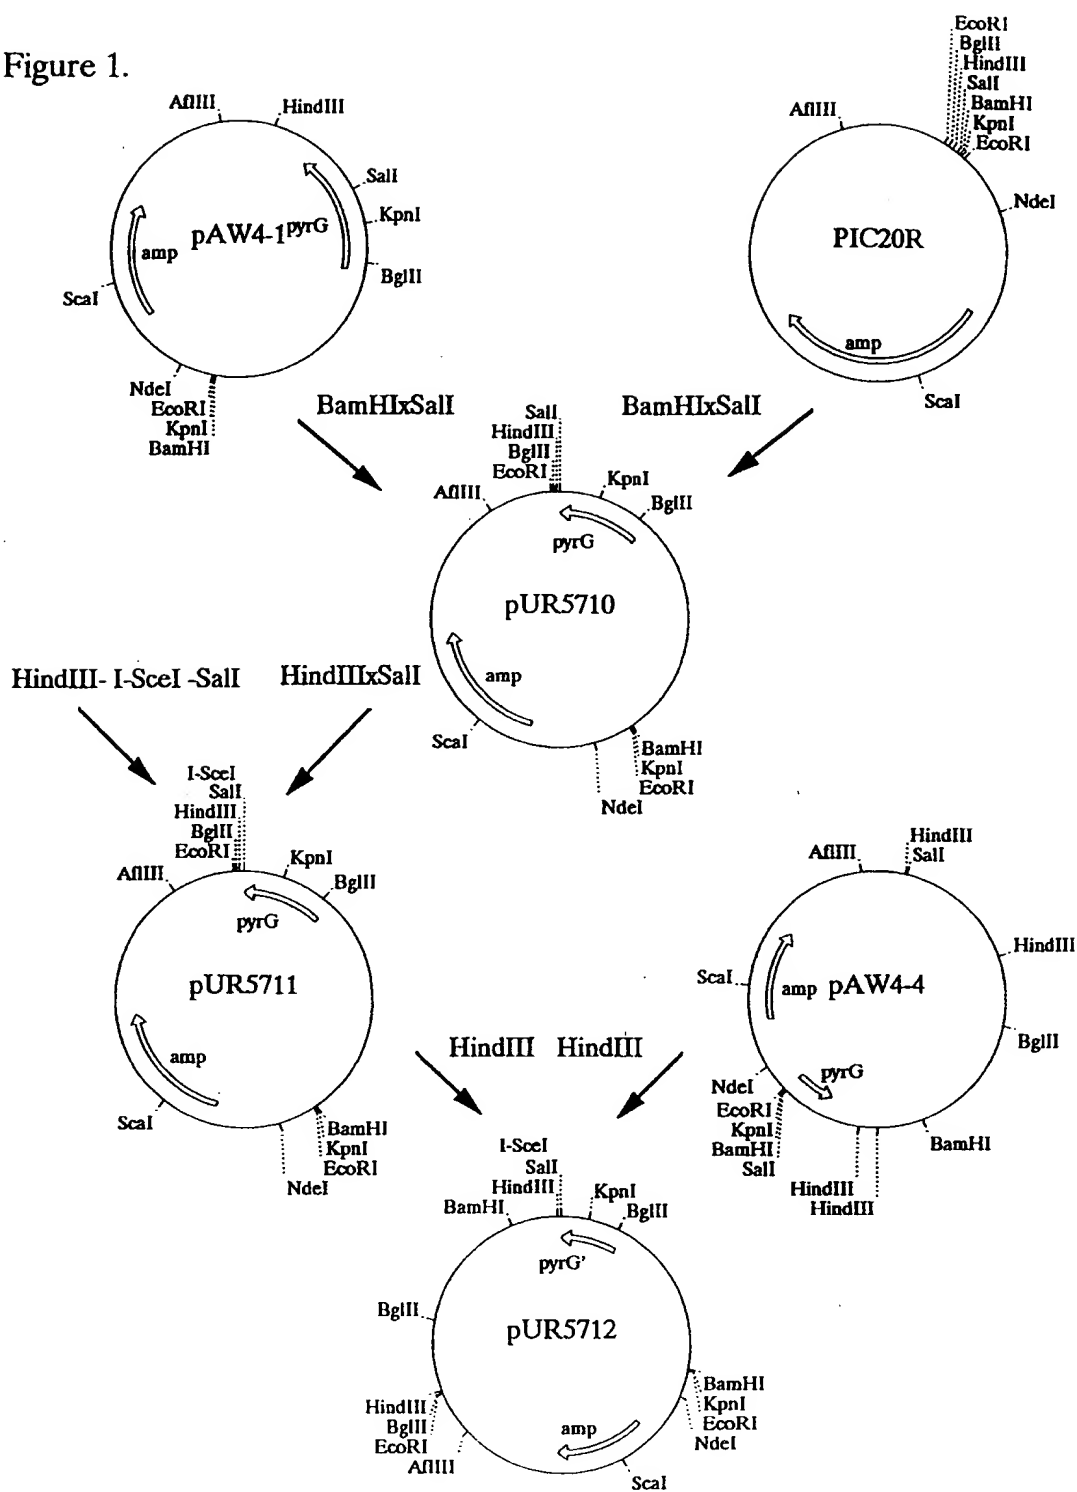 Figure 1.
AflIII
HindIII
SalI
KpnI
BglII
pAW4-1
pyrG
amp
ScaI
NdeI
EcoRI
KpnI
BamHI
EcoRI
BglII
HindIII
SalI
BamHI
KpnI
EcoRI
AflIII
NdeI
PIC20R
amp
ScaI
BamHIxSalI
BamHIxSalI
SalI
HindIII
BglII
EcoRI
AflIII
KpnI
BglII
pyrG
pUR5710
amp
ScaI
BamHI
KpnI
EcoRI
NdeI
HindIII- I-SceI -SalI
HindIIIxSalI
I-SceI
SalI
HindIII
BglII
EcoRI
AflIII
KpnI
BglII
pyrG
pUR5711
amp
ScaI
BamHI
KpnI
EcoRI
NdeI
AflIII
HindIII
SalI
HindIII
ScaI
amp
pAW4-4
BglII
pyrG
NdeI
EcoRI
KpnI
BamHI
SalI
BamHI
HindIII
HindIII
HindIII
HindIII
I-SceI
SalI
HindIII
BamHI
KpnI
BglII
pyrG'
BglII
pUR5712
HindIII
BglII
EcoRI
AflIII
amp
BamHI
KpnI
EcoRI
NdeI
ScaI